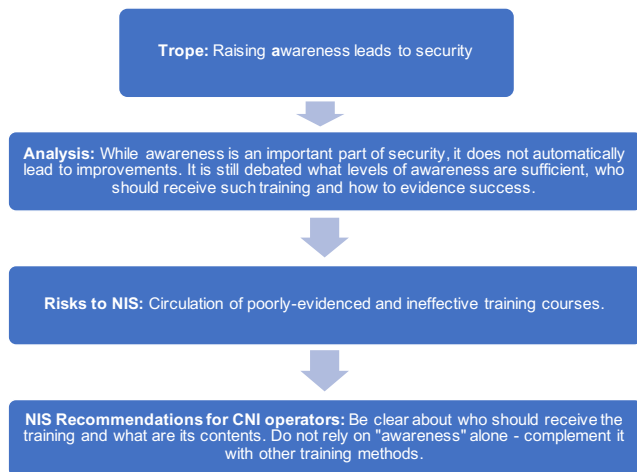 Trope: Raising awareness leads to security
Analysis: While awareness is an important part of security, it does not automatically
lead to improvements. It is still debated what levels of awareness are sufficient, who
should receive such training and how to evidence success.
Risks to NIS: Circulation of poorly-evidenced and ineffective training courses.
NIS Recommendations for CNI operators: Be clear about who should receive the
training and what are its contents. Do not rely on "awareness" alone - complement it
with other training methods.